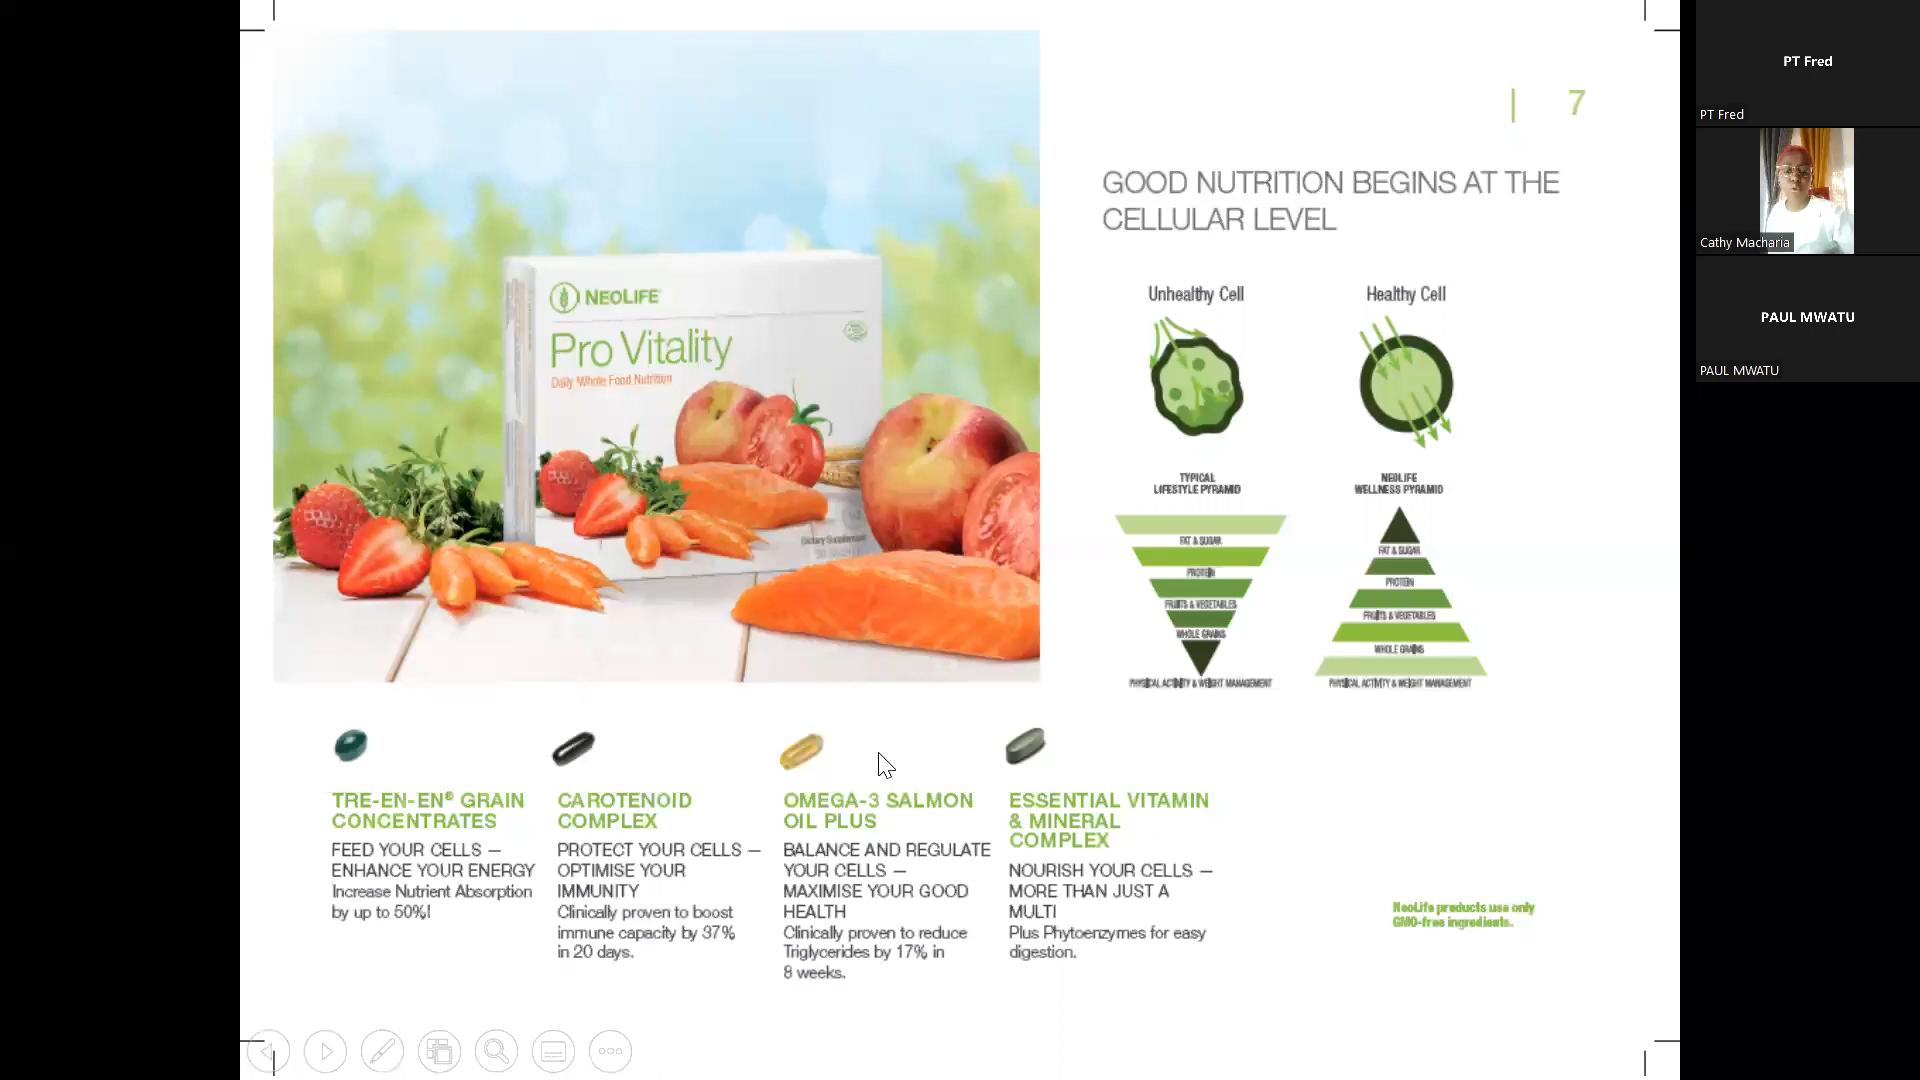 7
GOOD NUTRITION BEGINS AT THE
CELLULAR LEVEL
NEOLIFE
Pro Vitality
Daily Whole Food Nutrition
Dietary Supplement
Unhealthy Cell
Healthy Cell
TYPICAL
LIFESTYLE PYRAMID
FAT & SUGAR
PROTEIN
FRUITS & VEGETABLES
WHOLE GRAINS
PHYSICAL ACTIVITY & WEIGHT MANAGEMENT
NEOLIFE
WELLNESS PYRAMID
FAT & SUGAR
PROTEIN
FRUITS & VEGETABLES
WHOLE GRAINS
PHYSICAL ACTIVITY & WEIGHT MANAGEMENT
TRE-EN-EN® GRAIN
CONCENTRATES
FEED YOUR CELLS —
ENHANCE YOUR ENERGY
Increase Nutrient Absorption
by up to 50%!
CAROTENOID
COMPLEX
PROTECT YOUR CELLS —
OPTIMISE YOUR
IMMUNITY
Clinically proven to boost
immune capacity by 37%
in 20 days.
OMEGA-3 SALMON
OIL PLUS
BALANCE AND REGULATE
YOUR CELLS —
MAXIMISE YOUR GOOD
HEALTH
Clinically proven to reduce
Triglycerides by 17% in
8 weeks.
ESSENTIAL VITAMIN
& MINERAL
COMPLEX
NOURISH YOUR CELLS —
MORE THAN JUST A
MULTI
Plus Phytoenzymes for easy
digestion.
NeoLife products use only
GMO-free ingredients.
PT Fred
PT Fred
Cathy Macharia
PAUL MWATU
PAUL MWATU